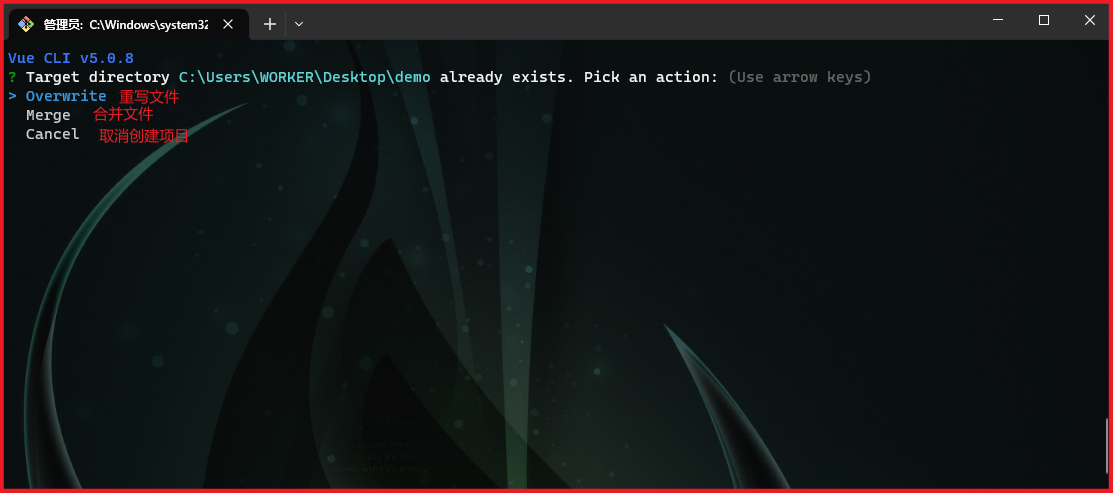 管理员: C:\Windows\system32
Vue CLI v5.0.8
? Target directory C:\Users\WORKER\Desktop\demo already exists. Pick an action: (Use arrow keys)
> Overwrite 重写文件
Merge 合并文件
Cancel 取消创建项目